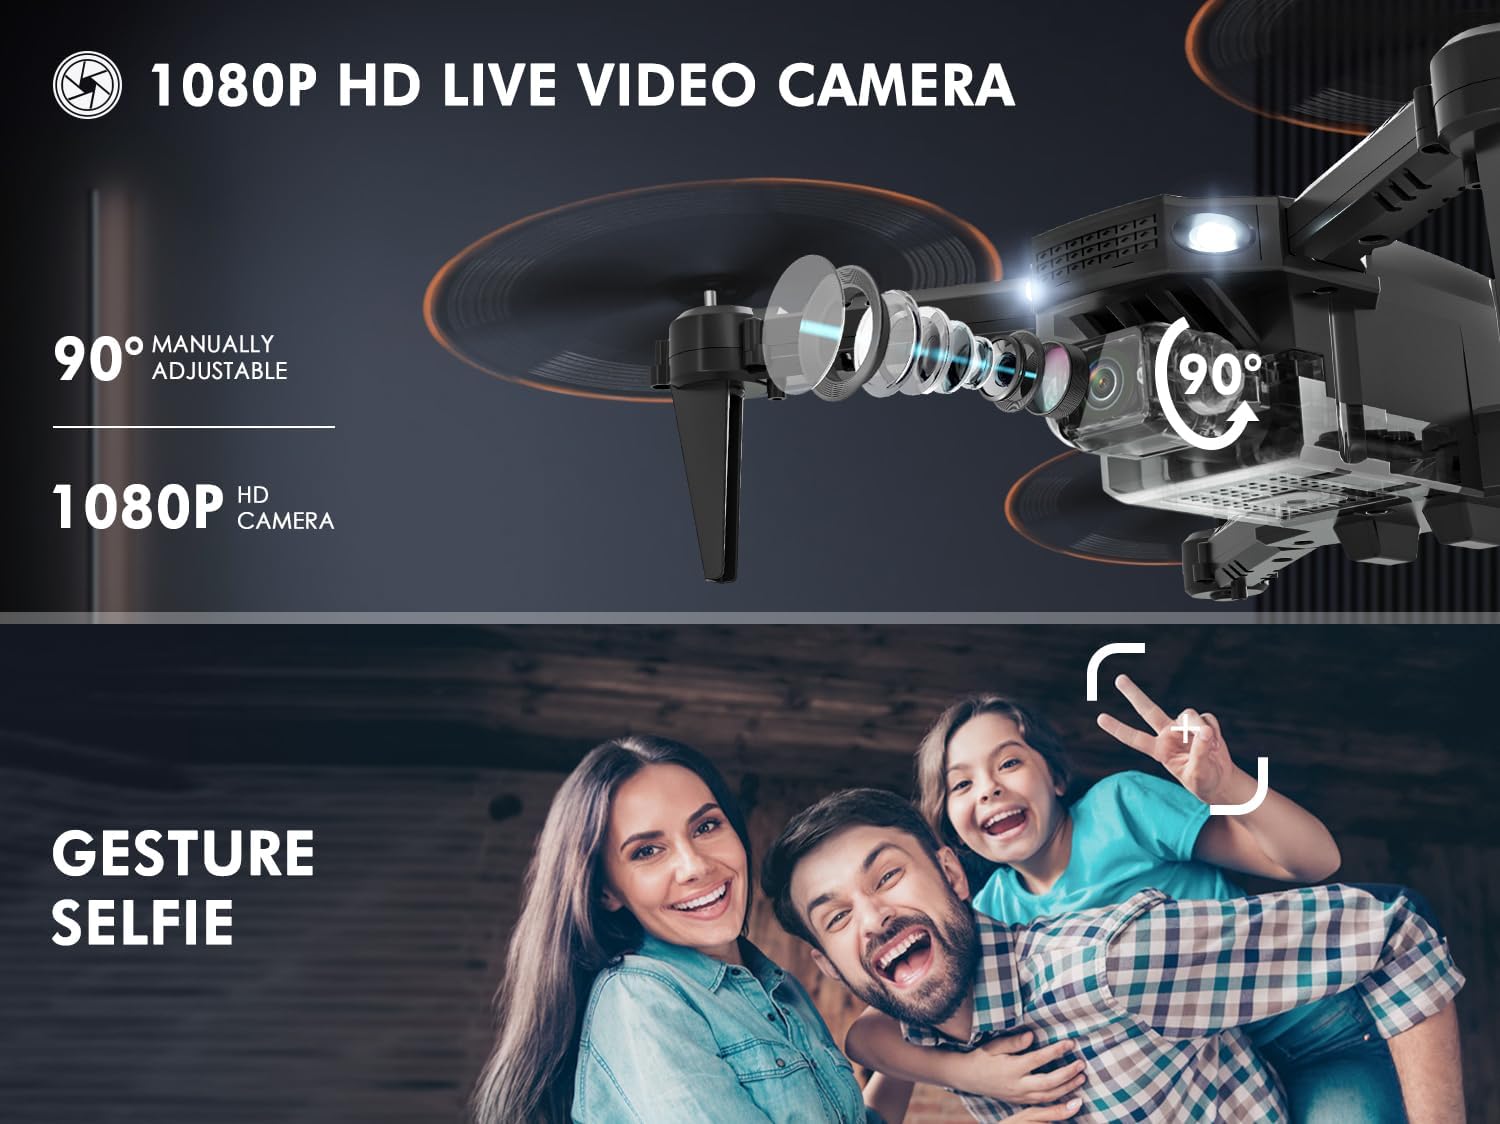 1080P HD LIVE VIDEO CAMERA
90° MANUALLY
ADJUSTABLE
90°
1080P HD
CAMERA
GESTURE
SELFIE